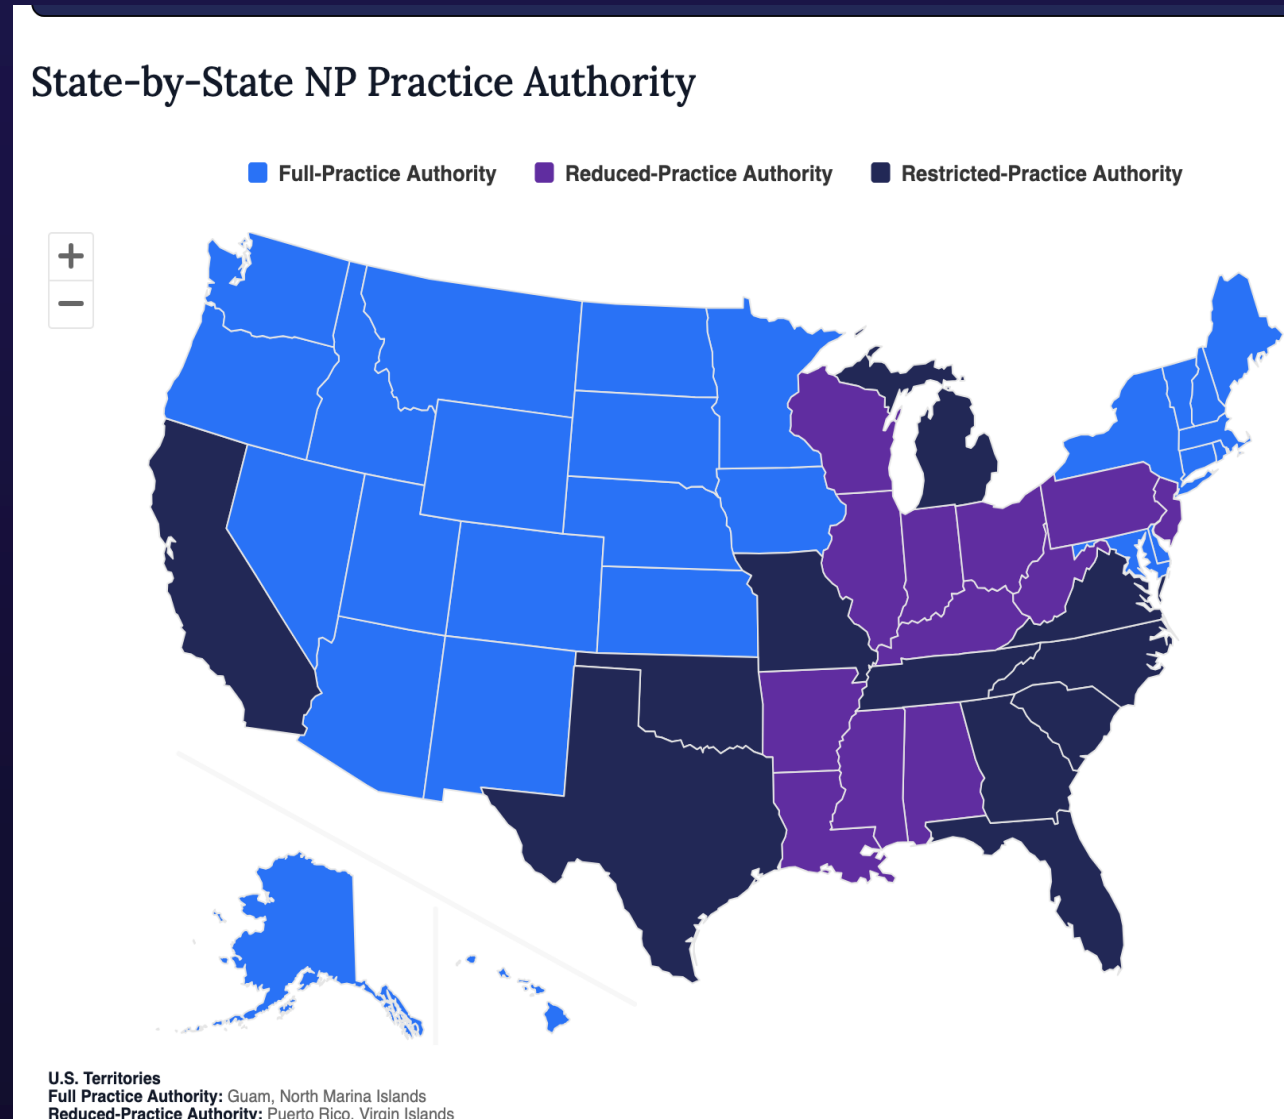 State-by-State NP Practice Authority
Full-Practice Authority Reduced-Practice Authority Restricted-Practice Authority
+
−
U.S. Territories
Full Practice Authority: Guam, North Marina Islands
Reduced-Practice Authority: Puerto Rico, Virgin Islands